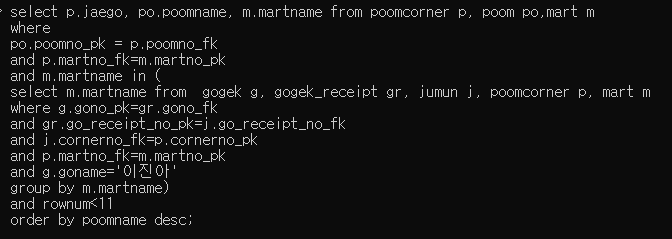 select p.jaego, po.poomname, m.martname from poomcorner p, poom po,mart m
where
po.poomno_pk = p.poomno_fk
and p.martno_fk=m.martno_pk
and m.martname in (
select m.martname from  gogek g, gogek_receipt gr, jumun j, poomcorner p, mart m
where g.gono_pk=gr.gono_fk
and gr.go_receipt_no_pk=j.go_receipt_no_fk
and j.cornerno_fk=p.cornerno_pk
and p.martno_fk=m.martno_pk
and g.goname='이진아'
group by m.martname)
and rownum<11
order by poomname desc;